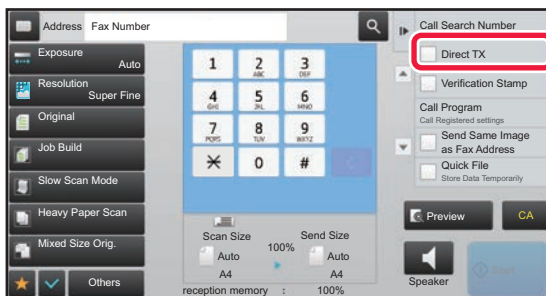 Address Fax Number
Exposure
Auto
Resolution
Super Fine
Original
Job Build
Slow Scan Mode
Heavy Paper Scan
Mixed Size Orig.
Others
1
2
ABC
3
DEF
4
GHI
5
JKL
6
MNO
7
PQRS
8
TUV
9
WXYZ
0
#
C
Scan Size
Auto
A4
100%
Send Size
Auto
A4
reception memory : 100%
Call Search Number
Direct TX
Verification Stamp
Call Program
Call Registered settings
Send Same Image
as Fax Address
Quick File
Store Data Temporarily
Preview
CA
Speaker
Start